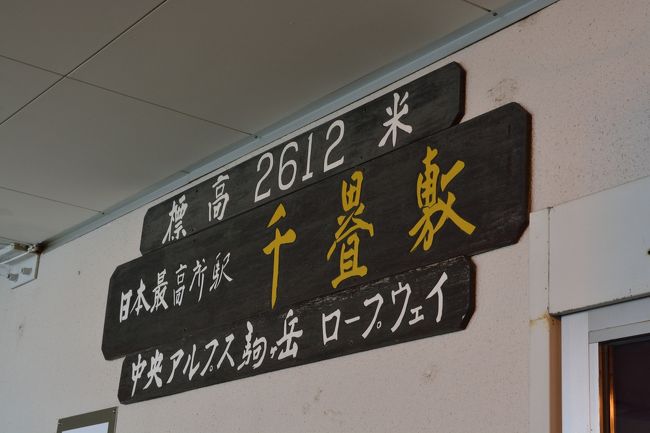 標高 2612 米
日本最高所駅 千畳敷
中央アルプス駒ヶ岳 ロープウェイ